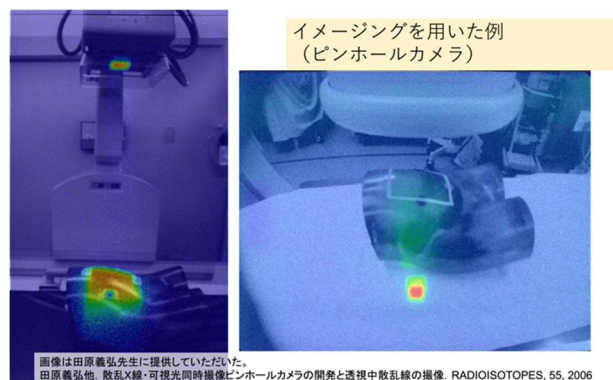 イメージングを用いた例
（ピンホールカメラ）
画像は田原義弘先生に提供していただいた。
田原義弘他，散乱X線・可視光同時撮像ピンホールカメラの開発と透視中散乱線の撮像，RADIOISOTOPES, 55, 2006